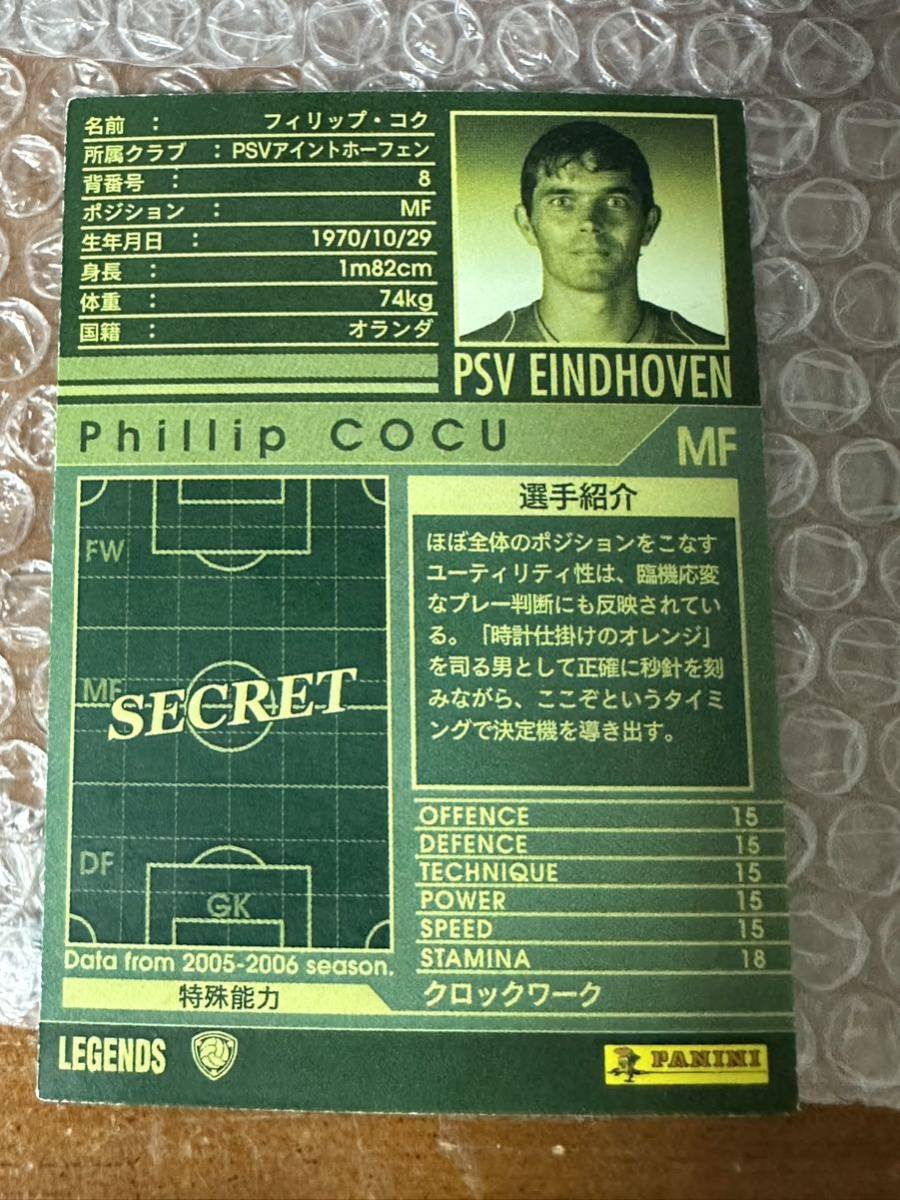 名前 : フィリップ・コク
所属クラブ : PSVアイントホーフェン
背番号 : 8
ポジション : MF
生年月日 : 1970/10/29
身長 : 1m82cm
体重 : 74kg
国籍 : オランダ
PSV EINDHOVEN
Phillip COCU
MF
FW
MF
SECRET
DF
GK
Data from 2005-2006 season.
選手紹介
ほぼ全体のポジションをこなす
ユーティリティ性は、臨機応変
なプレー判断にも反映されてい
る。「時計仕掛けのオレンジ」
を司る男として正確に秒針を刻
みながら、ここぞというタイミ
ングで決定機を導き出す。
OFFENCE 15
DEFENCE 15
TECHNIQUE 15
POWER 15
SPEED 15
STAMINA 18
特殊能力 クロックワーク
LEGENDS
PANINI